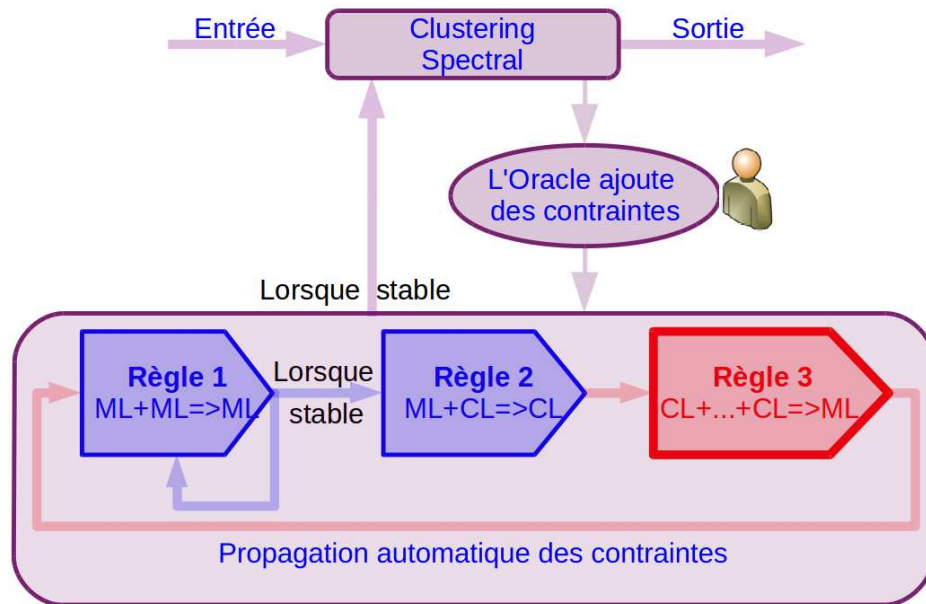 Entrée
Clustering
Spectral
Sortie
L'Oracle ajoute
des contraintes
Lorsque stable
Règle 1
ML+ML=>ML
Lorsque
stable
Règle 2
ML+CL=>CL
Règle 3
CL+...+CL=>ML
Propagation automatique des contraintes